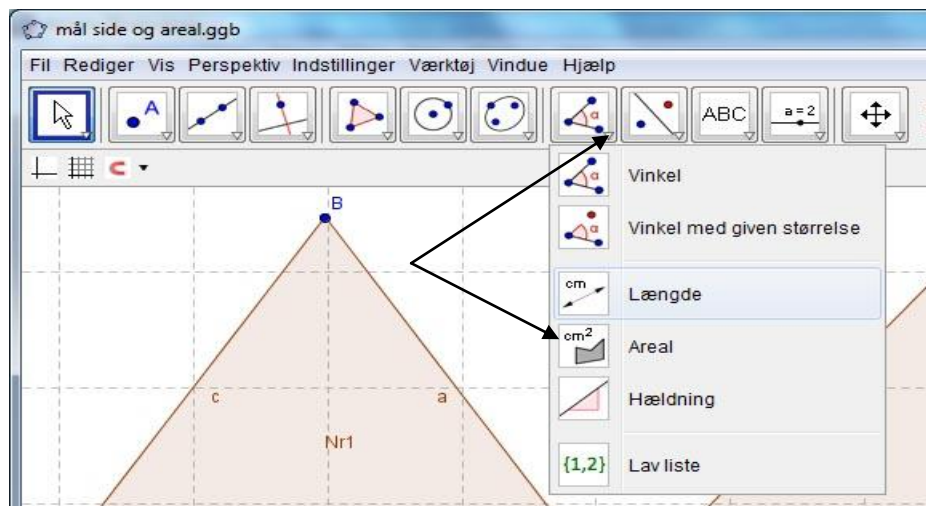 mål side og areal.ggb
Fil Rediger Vis Perspektiv Indstillinger Værktøj Vindue Hjælp
A α ABC a=2
α Vinkel
α Vinkel med given størrelse
cm Længde
cm² Areal
Hældning
{1,2} Lav liste
B
c a
Nr1